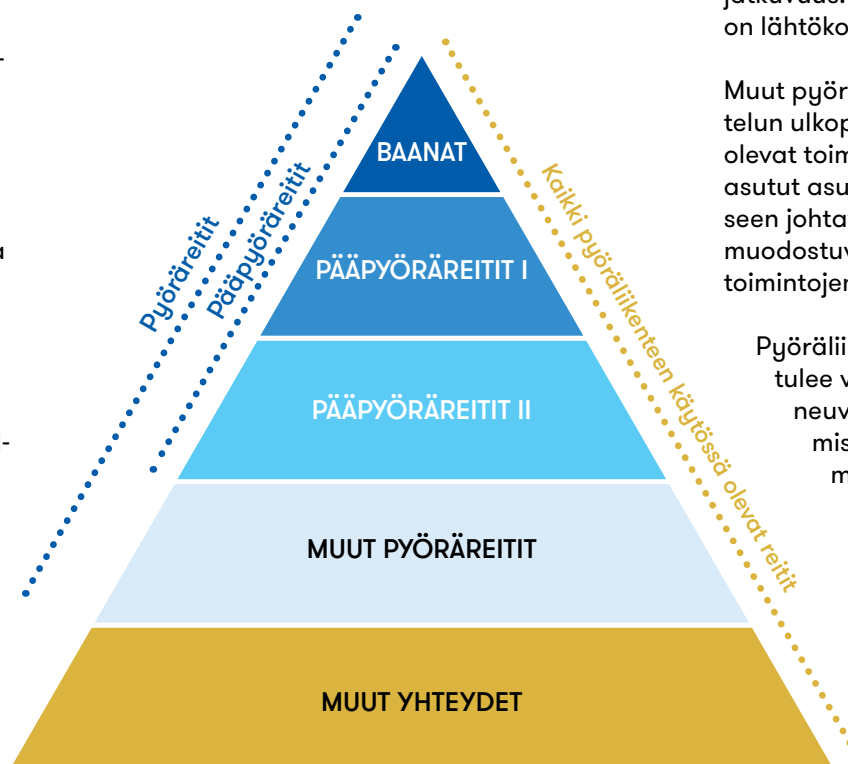 on lähtöko
Muut pyör
telun ulkop
olevat toim
asutut asu
seen johta
muodostuv
toimintojen
Pyörälii
tulee v
neuv
mis
m
-
a
-
BAANAT
PÄÄPYÖRÄREITIT I
PÄÄPYÖRÄREITIT II
MUUT PYÖRÄREITIT
MUUT YHTEYDET
Pyöräreitit
Pääpyöräreitit
Kaikki pyöräliikenteen käytössä olevat reitit